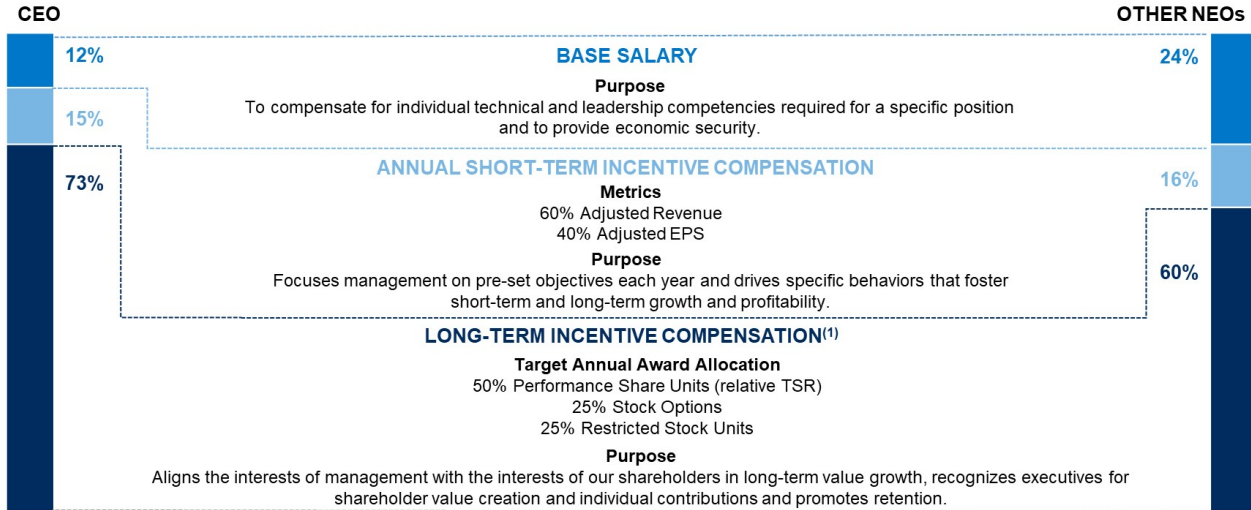 CEO
OTHER NEOs
12%
BASE SALARY
24%
Purpose
To compensate for individual technical and leadership competencies required for a specific position
and to provide economic security.
15%
ANNUAL SHORT-TERM INCENTIVE COMPENSATION
16%
73%
Metrics
60% Adjusted Revenue
40% Adjusted EPS
Purpose
60%
Focuses management on pre-set objectives each year and drives specific behaviors that foster
short-term and long-term growth and profitability.
LONG-TERM INCENTIVE COMPENSATION(1)
Target Annual Award Allocation
50% Performance Share Units (relative TSR)
25% Stock Options
25% Restricted Stock Units
Purpose
Aligns the interests of management with the interests of our shareholders in long-term value growth, recognizes executives for
shareholder value creation and individual contributions and promotes retention.